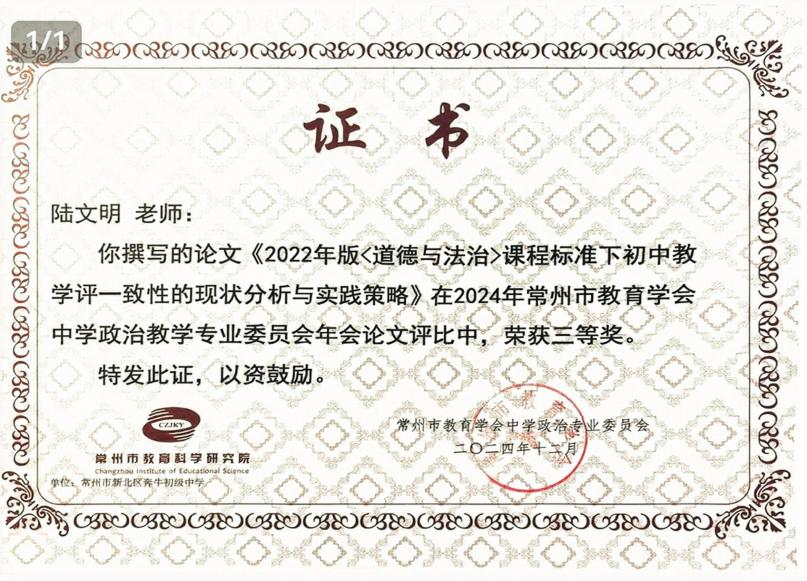 1/1
证 书
陆文明 老师：
你撰写的论文《2022年版<道德与法治>课程标准下初中教
学评一致性的现状分析与实践策略》在2024年常州市教育学会
中学政治教学专业委员会年会论文评比中，荣获三等奖。
特发此证，以资鼓励。
CZJKY
常州市教育科学研究院
Changzhou Institute of Educational Science
单位：常州市新北区奔牛初级中学
常州市教育学会中学政治专业委员会
二〇二四年十二月